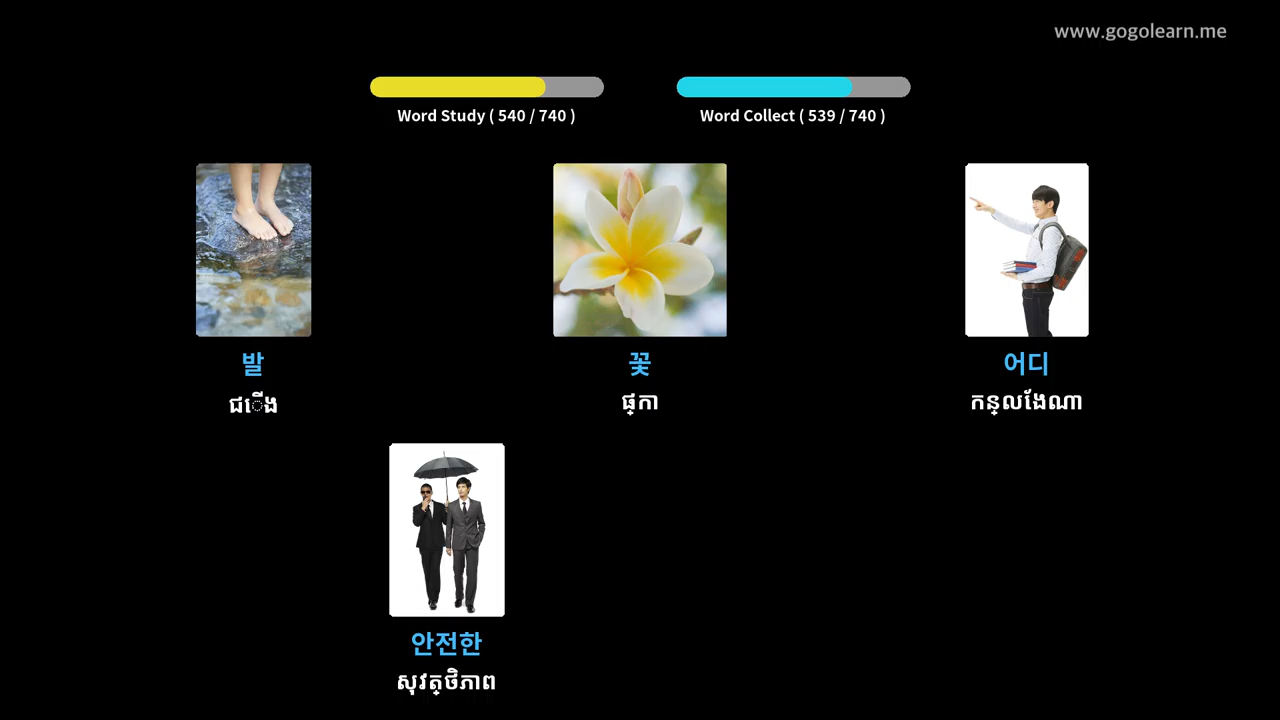 www.gogolearn.me
Word Study ( 540 / 740 )
Word Collect ( 539 / 740 )
발
꽃
어디
ជើង
ផ្កា
កន្លែងណា
안전한
សុវត្ថិភាព